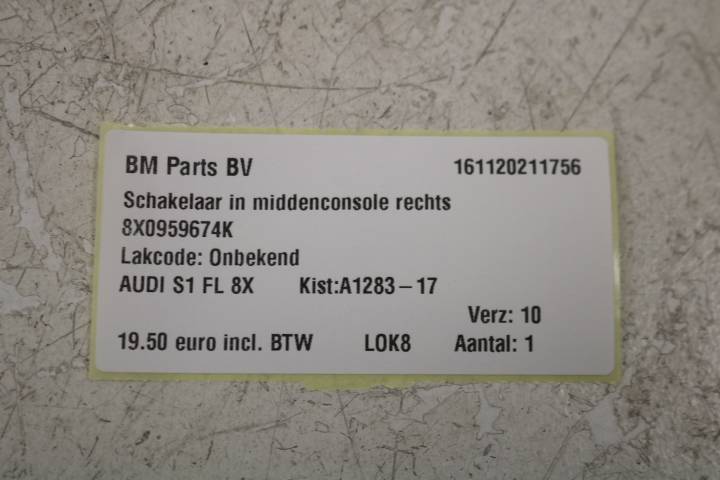 BM Parts BV 161120211756
Schakelaar in middenconsole rechts
8X0959674K
Lakcode: Onbekend
AUDI S1 FL 8X Kist:A1283-17
Verz: 10
19.50 euro incl. BTW LOK8 Aantal: 1